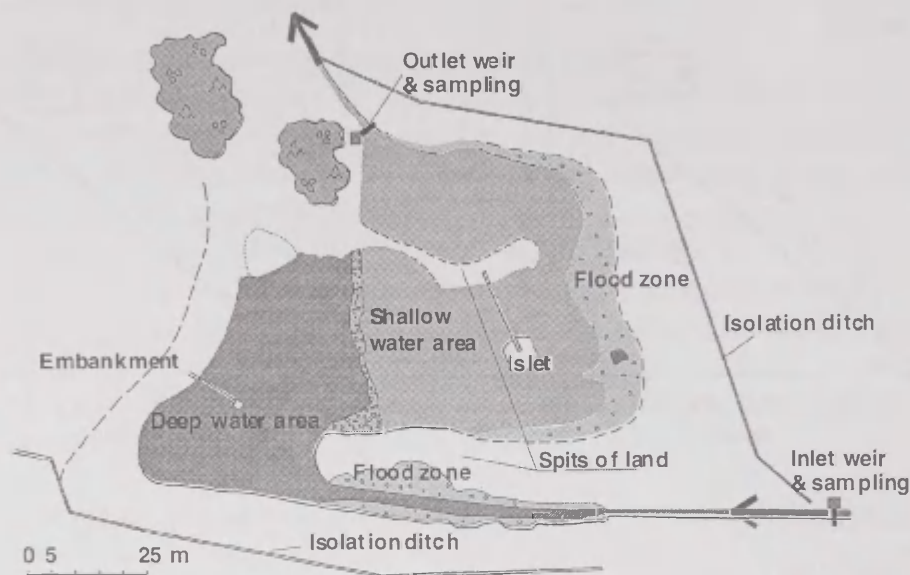 Outlet weir
& sampling
Flood zone
Shallow
water area
Isolation ditch
Embankment
Islet
Deep water area
Spits of land
Inlet weir
& sampling
Flood zone
Isolation ditch
0 5 25 m